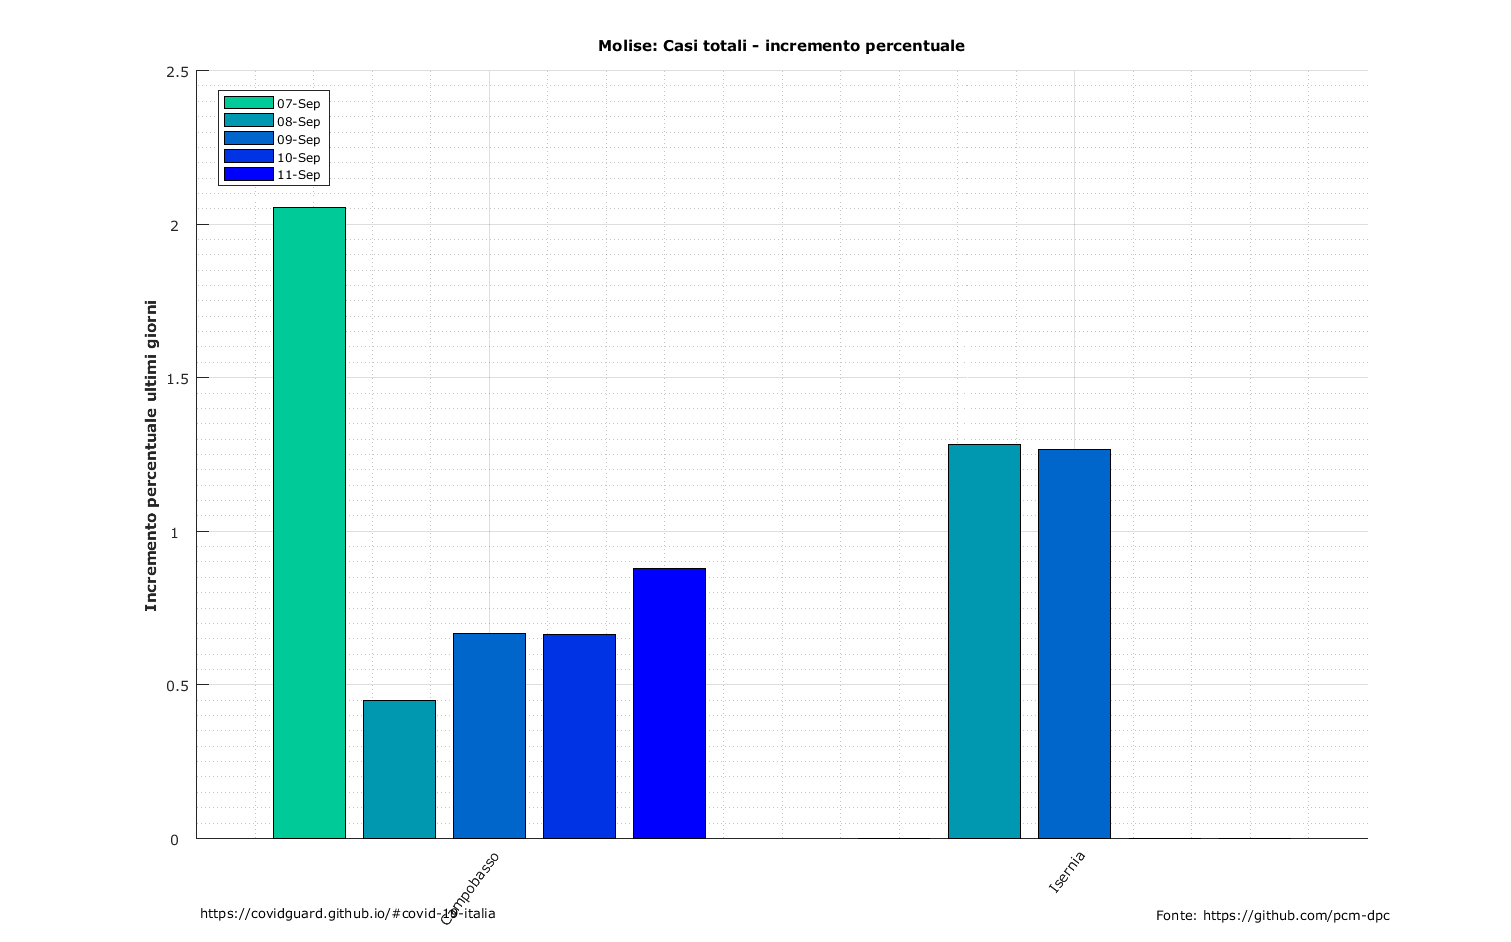 Molise: Casi totali - incremento percentuale
2.5
2
1.5
1
0.5
0
Incremento percentuale ultimi giorni
07-Sep
08-Sep
09-Sep
10-Sep
11-Sep
Campobasso
Isernia
https://covidguard.github.io/#covid-19-italia
Fonte: https://github.com/pcm-dpc